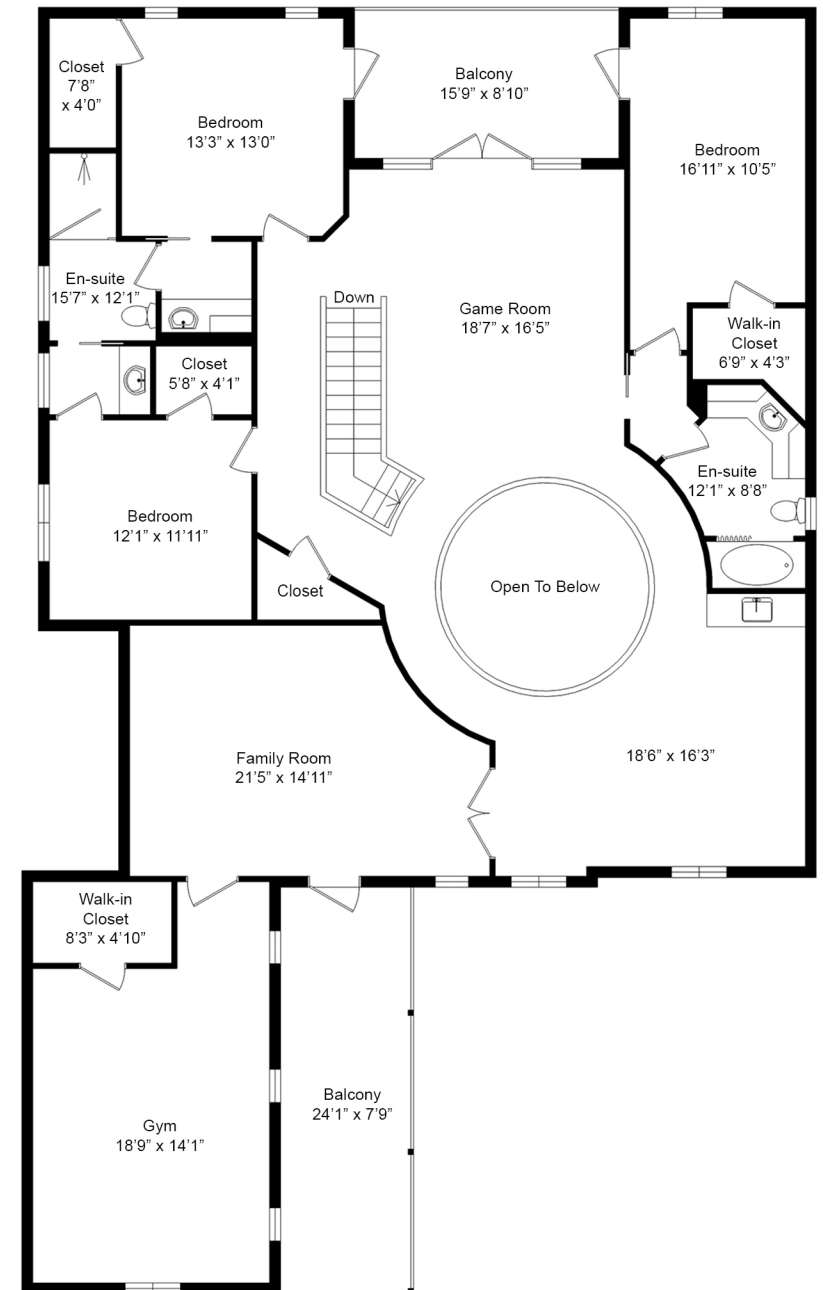 Closet
7’8”
x 4’0”
Bedroom
13’3” x 13’0”
Balcony
15’9” x 8’10”
Bedroom
16’11” x 10’5”
En-suite
15’7” x 12’1”
Down
Game Room
18’7” x 16’5”
Walk-in
Closet
6’9” x 4’3”
Closet
5’8” x 4’1”
En-suite
12’1” x 8’8”
Bedroom
12’1” x 11’11”
Closet
Open To Below
Family Room
21’5” x 14’11”
18’6” x 16’3”
Walk-in
Closet
8’3” x 4’10”
Balcony
24’1” x 7’9”
Gym
18’9” x 14’1”